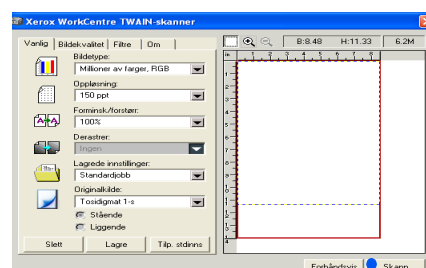 Xerox WorkCentre TWAIN-skanner
Vanlig Bildekvalitet Filtre Om
B:8.48 H:11.33 6.2M
Bildetype:
Millioner av farger, RGB
Oppløsning:
150 ppt
Forminsk./forstørr:
100%
Derastrer:
Ingen
Lagrede innstillinger:
Standardjobb
Originalkilde:
Tosidigmat 1-s
Stående
Liggende
Slett Lagre Tilp. stdinns
Forhåndsvis Skann